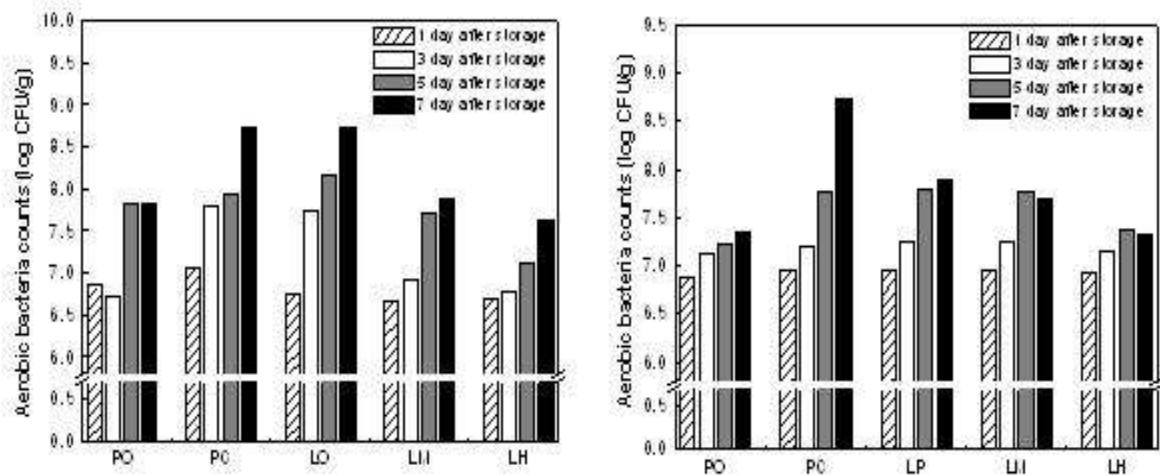 Aerobic bacteria counts (log CFU/g)
10.0
9.5
9.0
8.5
8.0
7.5
7.0
6.5
6.0
0.5
0.0
1 day after storage
3 day after storage
5 day after storage
7 day after storage
PO PC LO LM LH
Aerobic bacteria counts (log CFU/g)
9.5
9.0
8.5
8.0
7.5
7.0
6.5
6.0
0.5
0.0
1 day after storage
3 day after storage
5 day after storage
7 day after storage
PO PC LP LM LH